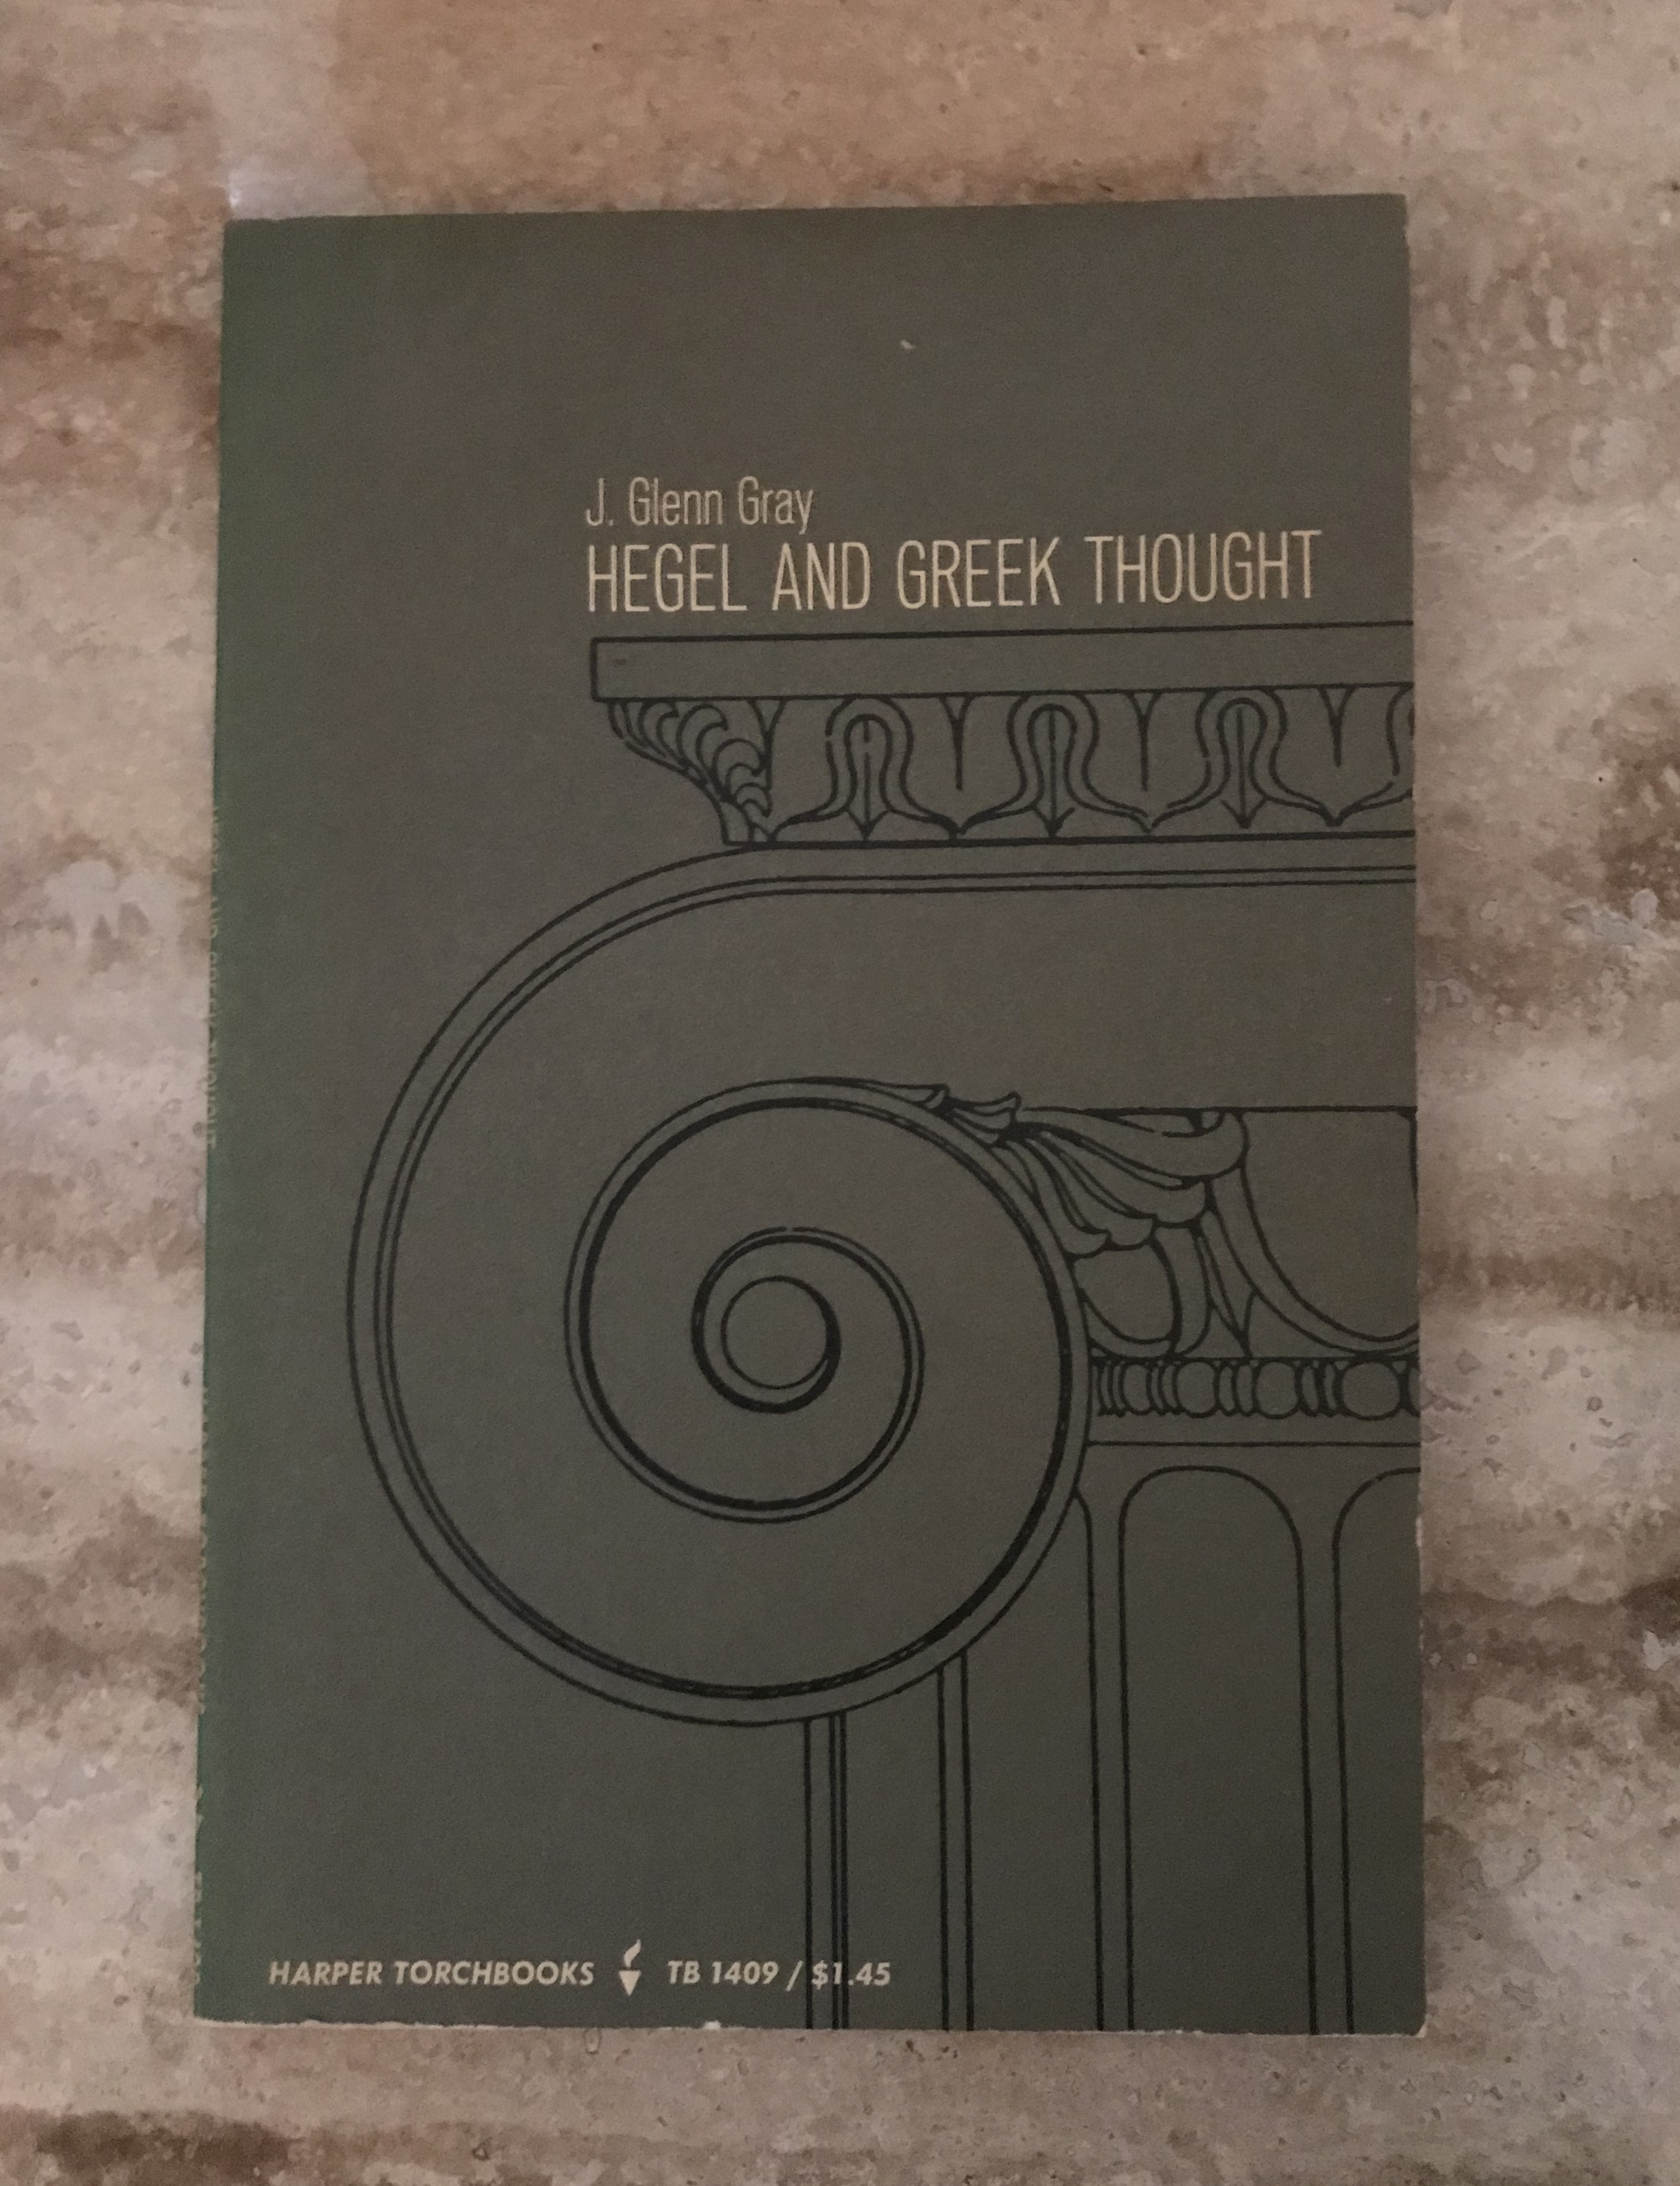 J. Glenn Gray
HEGEL AND GREEK THOUGHT
HARPER TORCHBOOKS TB 1409 / $1.45